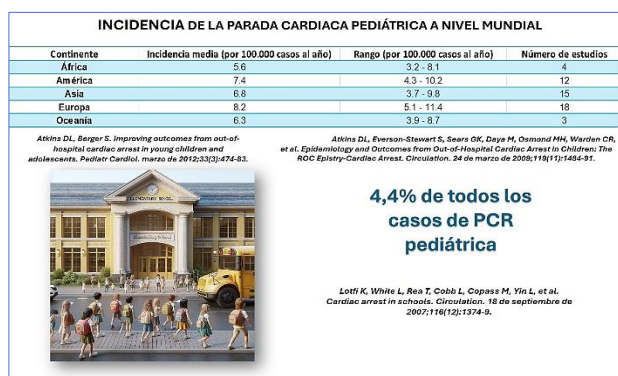 INCIDENCIA DE LA PARADA CARDIACA PEDIÁTRICA A NIVEL MUNDIAL
Continente Incidencia media (por 100.000 casos al año) Rango (por 100.000 casos al año) Número de estudios
África 5.6 3.2 - 8.1 4
América 7.4 4.3 - 10.2 12
Asia 6.8 3.7 - 9.8 15
Europa 8.2 5.1 - 11.4 18
Oceanía 6.3 3.9 - 8.7 3
Atkins DL, Berger S. Improving outcomes from out-of-
hospital cardiac arrest in young children and
adolescents. Pediatr Cardiol. marzo de 2012;33(3):474-83.
Atkins DL, Everson-Stewart S, Sears GK, Daya M, Osmond MH, Warden CR,
et al. Epidemiology and Outcomes from Out-of-Hospital Cardiac Arrest in Children: The
ROC Epistry-Cardiac Arrest. Circulation. 24 de marzo de 2009;119(11):1484-91.
ELEMENTARY
4,4% de todos los
casos de PCR
pediátrica
Lotfi K, White L, Rea T, Cobb L, Copass M, Yin L, et al.
Cardiac arrest in schools. Circulation. 18 de septiembre de
2007;116(12):1374-9.